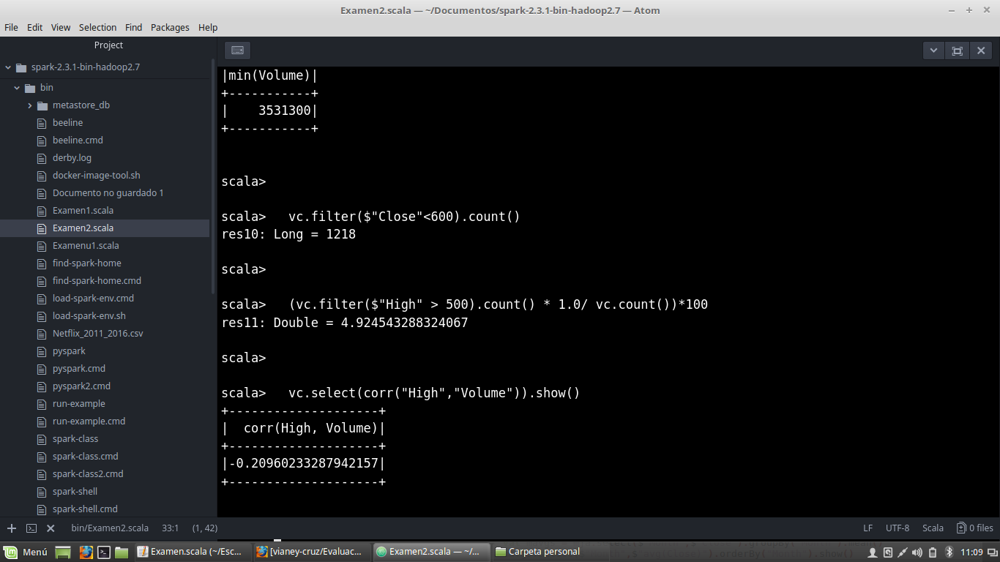 Examen2.scala — ~/Documentos/spark-2.3.1-bin-hadoop2.7 — Atom
File Edit View Selection Find Packages Help
Project
spark-2.3.1-bin-hadoop2.7
bin
metastore_db
beeline
beeline.cmd
derby.log
docker-image-tool.sh
Documento no guardado 1
Examen1.scala
Examen2.scala
Examenu1.scala
find-spark-home
find-spark-home.cmd
load-spark-env.cmd
load-spark-env.sh
Netflix_2011_2016.csv
pyspark
pyspark.cmd
pyspark2.cmd
run-example
run-example.cmd
spark-class
spark-class.cmd
spark-class2.cmd
spark-shell
spark-shell.cmd
|min(Volume)|
+-----------+
|    3531300|
+-----------+
scala>
scala>   vc.filter($"Close"<600).count()
res10: Long = 1218
scala>
scala>   (vc.filter($"High" > 500).count() * 1.0/ vc.count())*100
res11: Double = 4.924543288324067
scala>
scala>   vc.select(corr("High","Volume")).show()
+--------------------+
|  corr(High, Volume)|
+--------------------+
|-0.20960233287942157|
+--------------------+
bin/Examen2.scala 33:1 (1, 42) LF UTF-8 Scala 0 files
Menú Examen.scala (~/Esc... [vianey-cruz/Evaluac... Examen2.scala — ~/... Carpeta personal 11:09